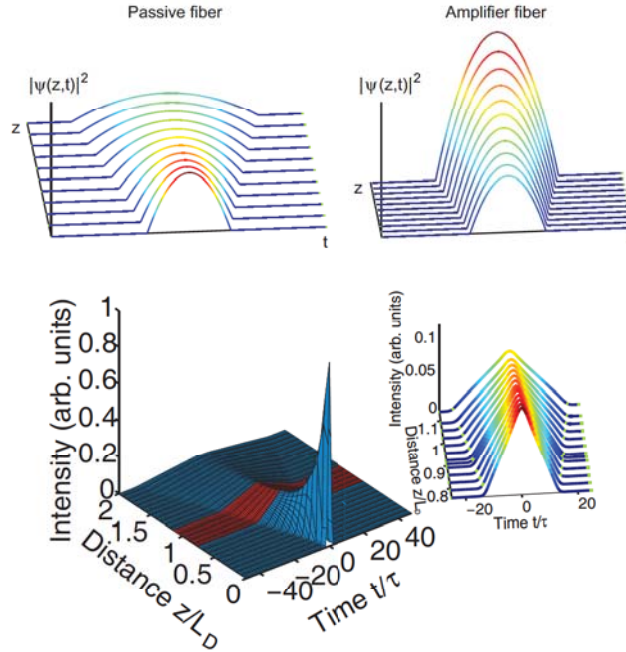 Passive fiber
Amplifier fiber
|ψ(z,t)|²
z
t
|ψ(z,t)|²
z
Intensity (arb. units)
1
0.8
0.6
0.4
0.2
0
2
1.5
1
0.5
0
Distance z/L_D
−40
−20
0
20
40
Time t/τ
Intensity (arb. units)
0.1
0.05
0
1.1
1
0.9
0.8
Distance z/L_D
−20
0
20
Time t/τ